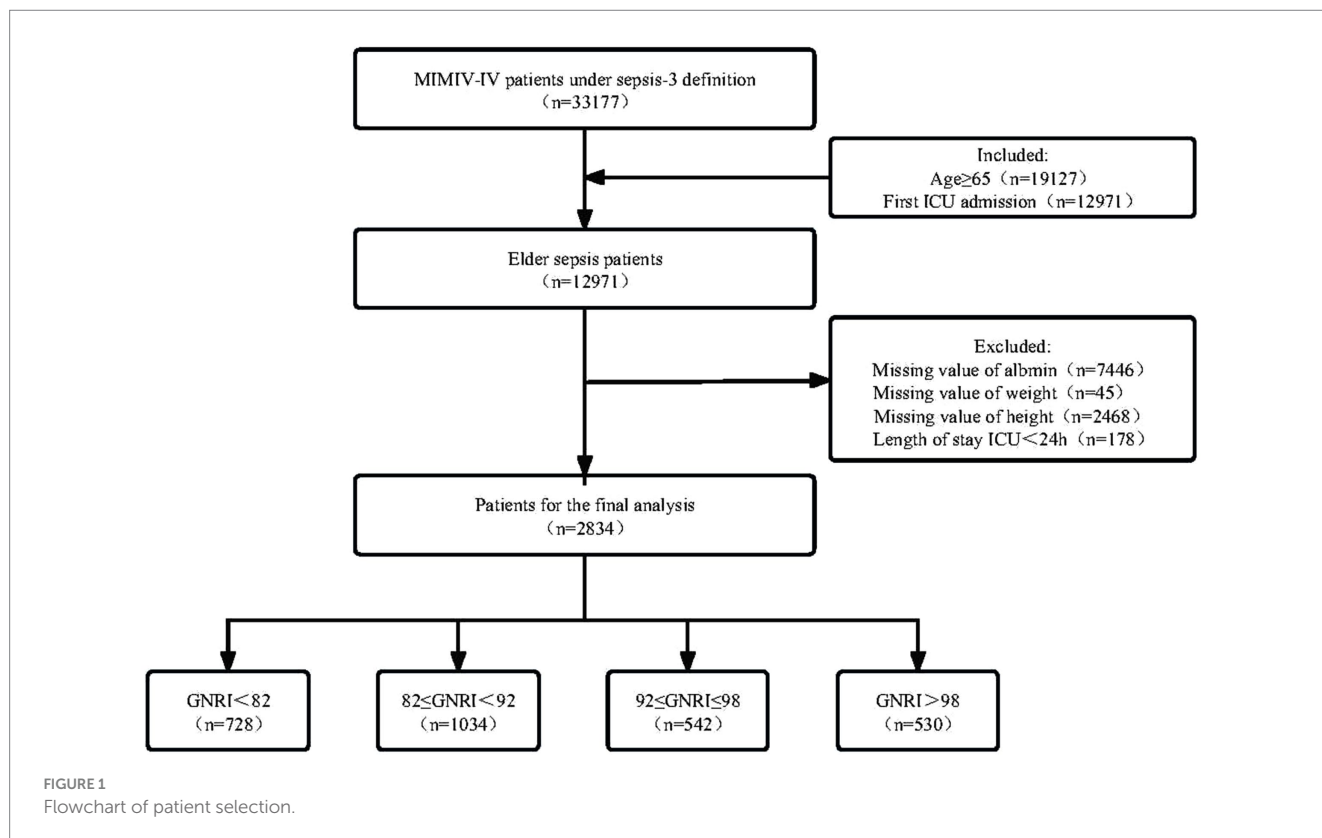 MIMIV-IV patients under sepsis-3 definition
（n=33177）
Included:
Age≥65（n=19127）
First ICU admission（n=12971）
Elder sepsis patients
（n=12971）
Excluded:
Missing value of albmin（n=7446）
Missing value of weight（n=45）
Missing value of height（n=2468）
Length of stay ICU＜24h（n=178）
Patients for the final analysis
（n=2834）
GNRI＜82
（n=728）
82≤GNRI＜92
（n=1034）
92≤GNRI≤98
（n=542）
GNRI＞98
（n=530）
FIGURE 1
Flowchart of patient selection.